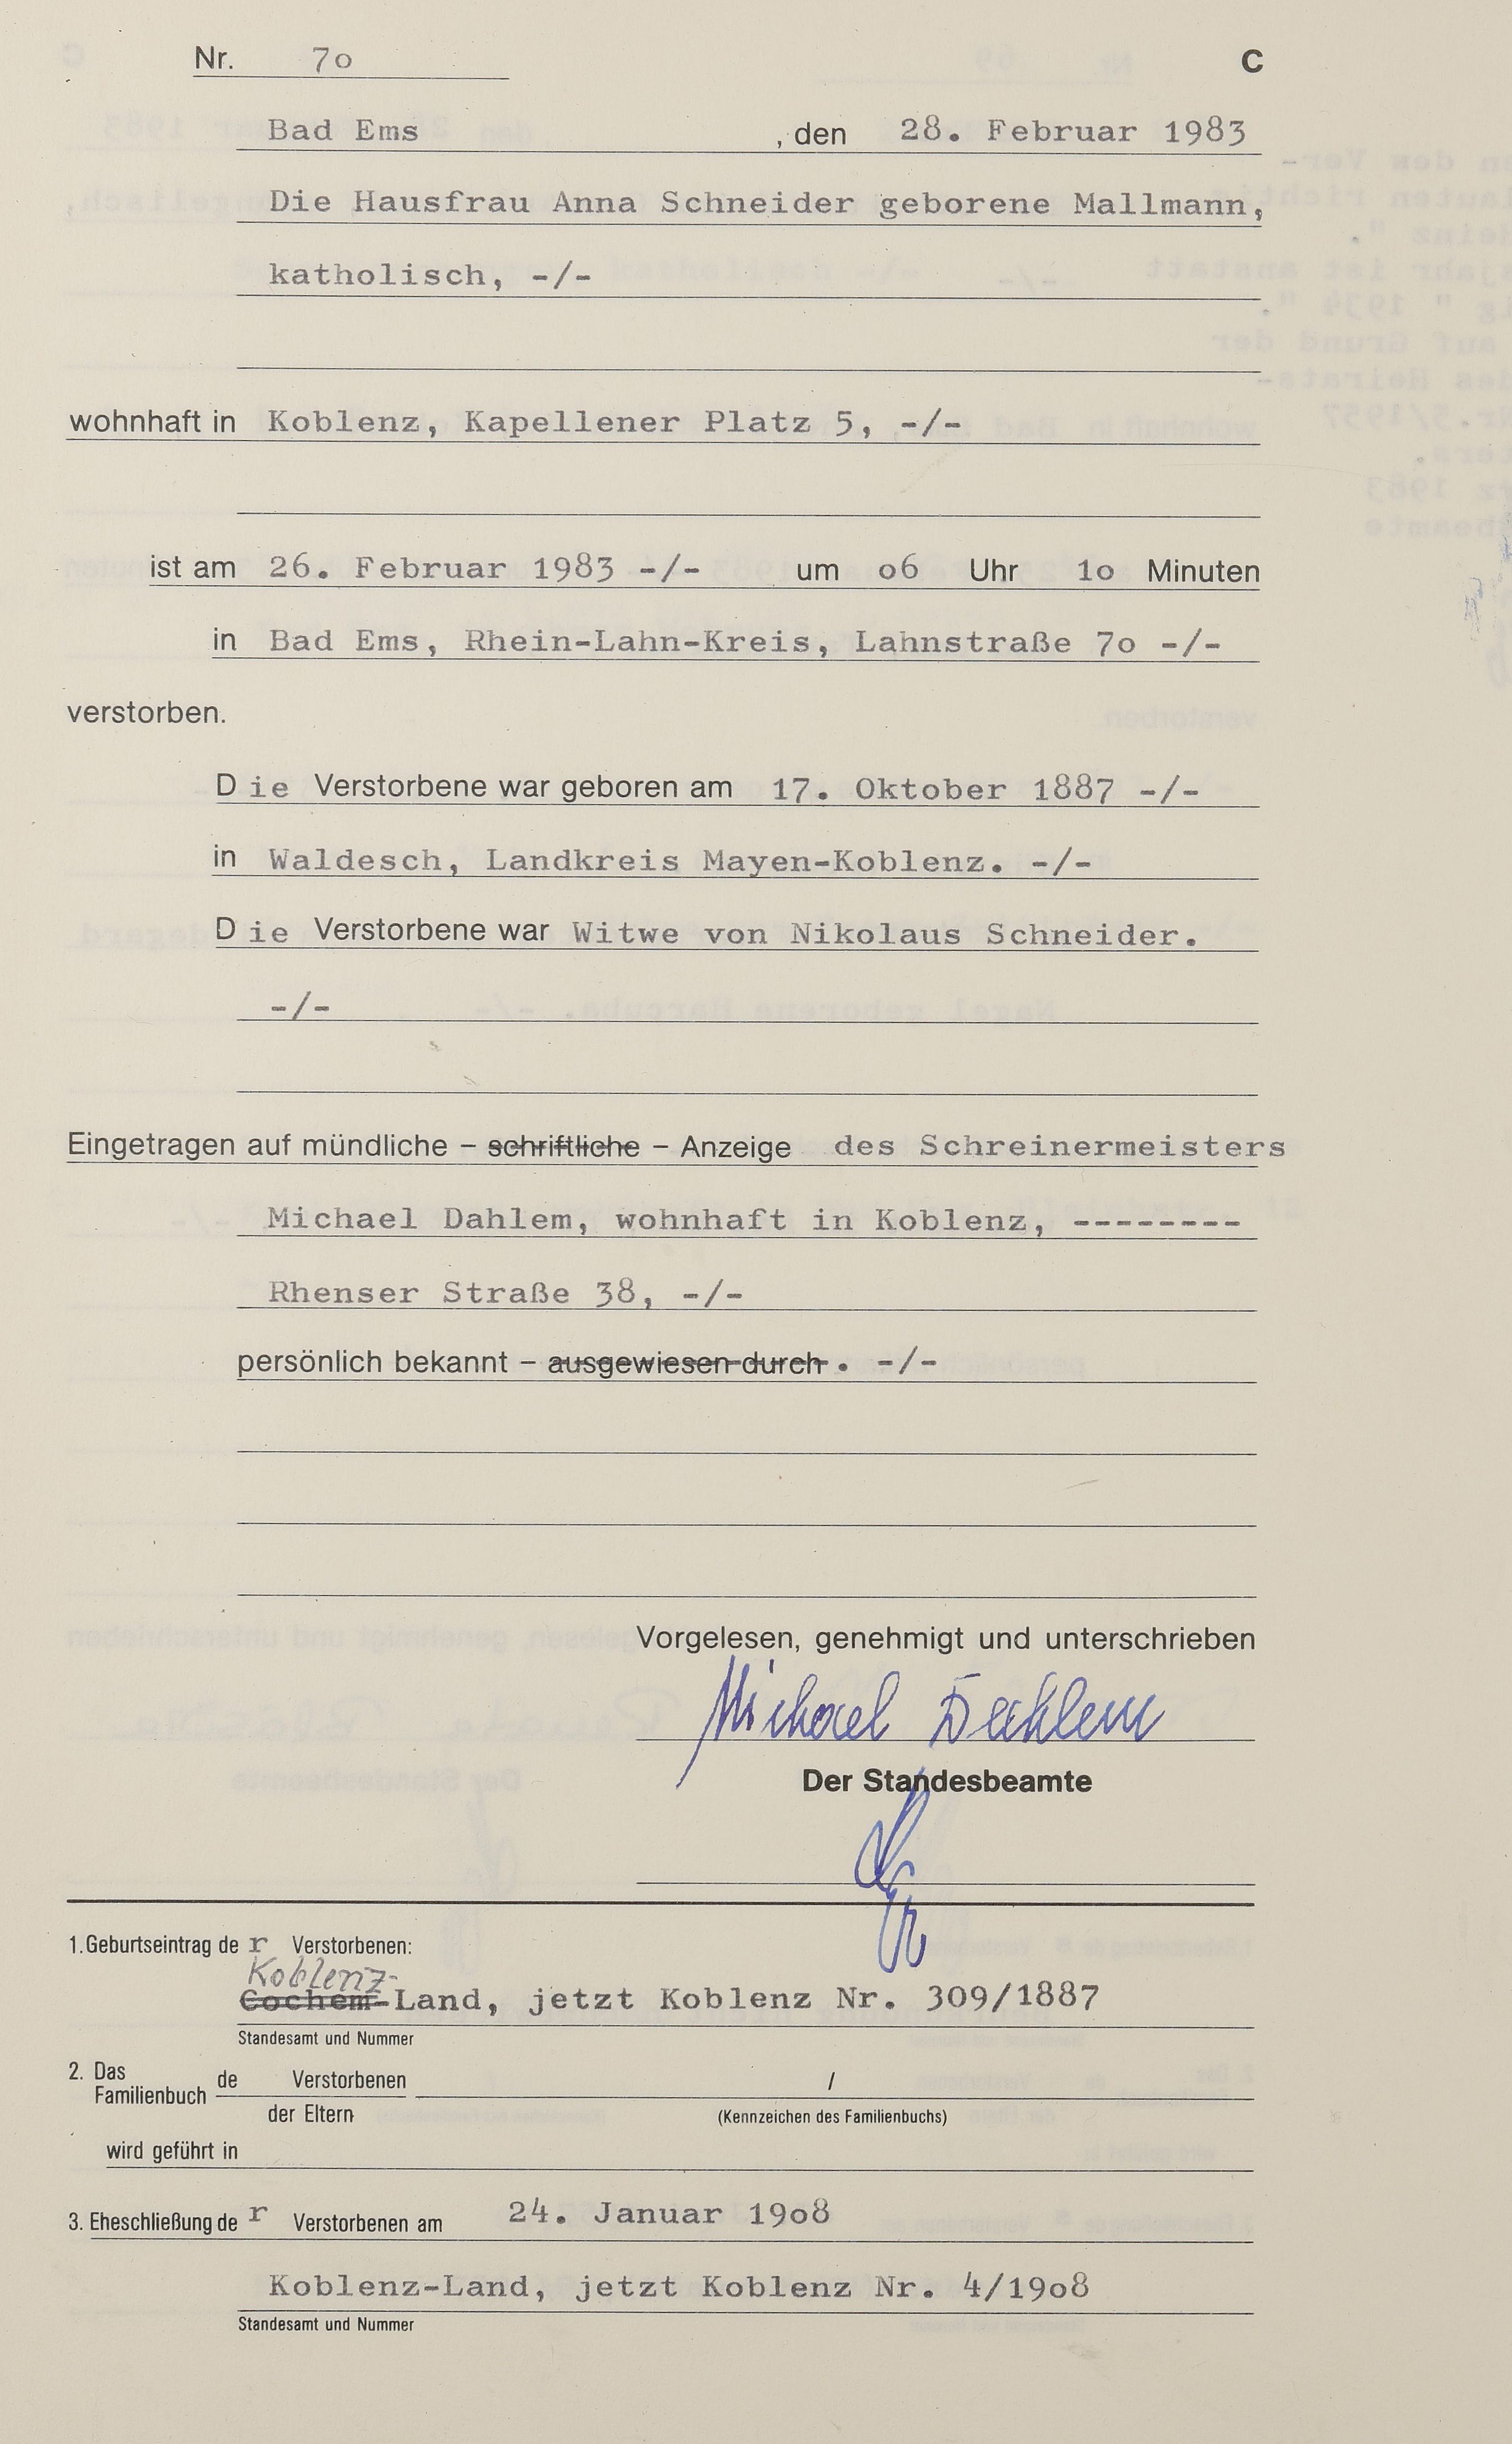 Nr. 7o C
Bad Ems , den 28. Februar 1983
Die Hausfrau Anna Schneider geborene Mallmann,
katholisch, -/-
wohnhaft in Koblenz, Kapellener Platz 5, -/-
ist am 26. Februar 1983 -/- um o6 Uhr 1o Minuten
in Bad Ems, Rhein-Lahn-Kreis, Lahnstraße 7o -/-
verstorben.
Die Verstorbene war geboren am 17. Oktober 1887 -/-
in Waldesch, Landkreis Mayen-Koblenz. -/-
Die Verstorbene war Witwe von Nikolaus Schneider.
-/-
Eingetragen auf mündliche – schriftliche – Anzeige des Schreinermeisters
Michael Dahlem, wohnhaft in Koblenz, --------
Rhenser Straße 38, -/-
persönlich bekannt – ausgewiesen durch . -/-
Vorgelesen, genehmigt und unterschrieben
Michael Dahlem
Der Standesbeamte
1. Geburtseintrag der Verstorbenen:
Koblenz-
Cochem-Land, jetzt Koblenz Nr. 309/1887
Standesamt und Nummer
2. Das Familienbuch de Verstorbenen /
der Eltern (Kennzeichen des Familienbuchs)
wird geführt in
3. Eheschließung der Verstorbenen am 24. Januar 19o8
Koblenz-Land, jetzt Koblenz Nr. 4/19o8
Standesamt und Nummer